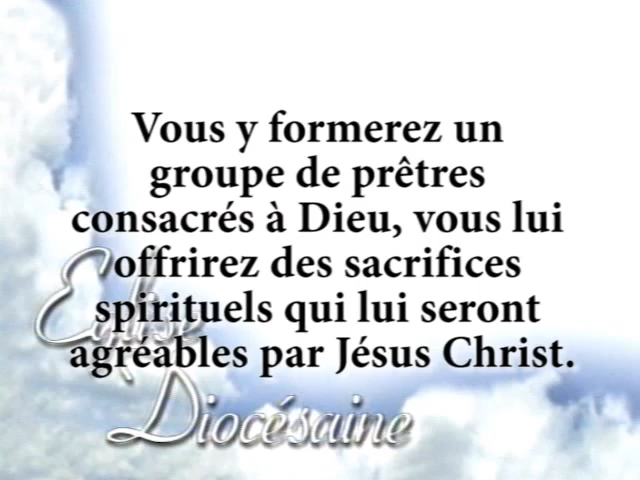 Vous y formerez un
groupe de prêtres
consacrés à Dieu, vous lui
offrirez des sacrifices
spirituels qui lui seront
agréables par Jésus Christ.
Eglise
Diocésaine